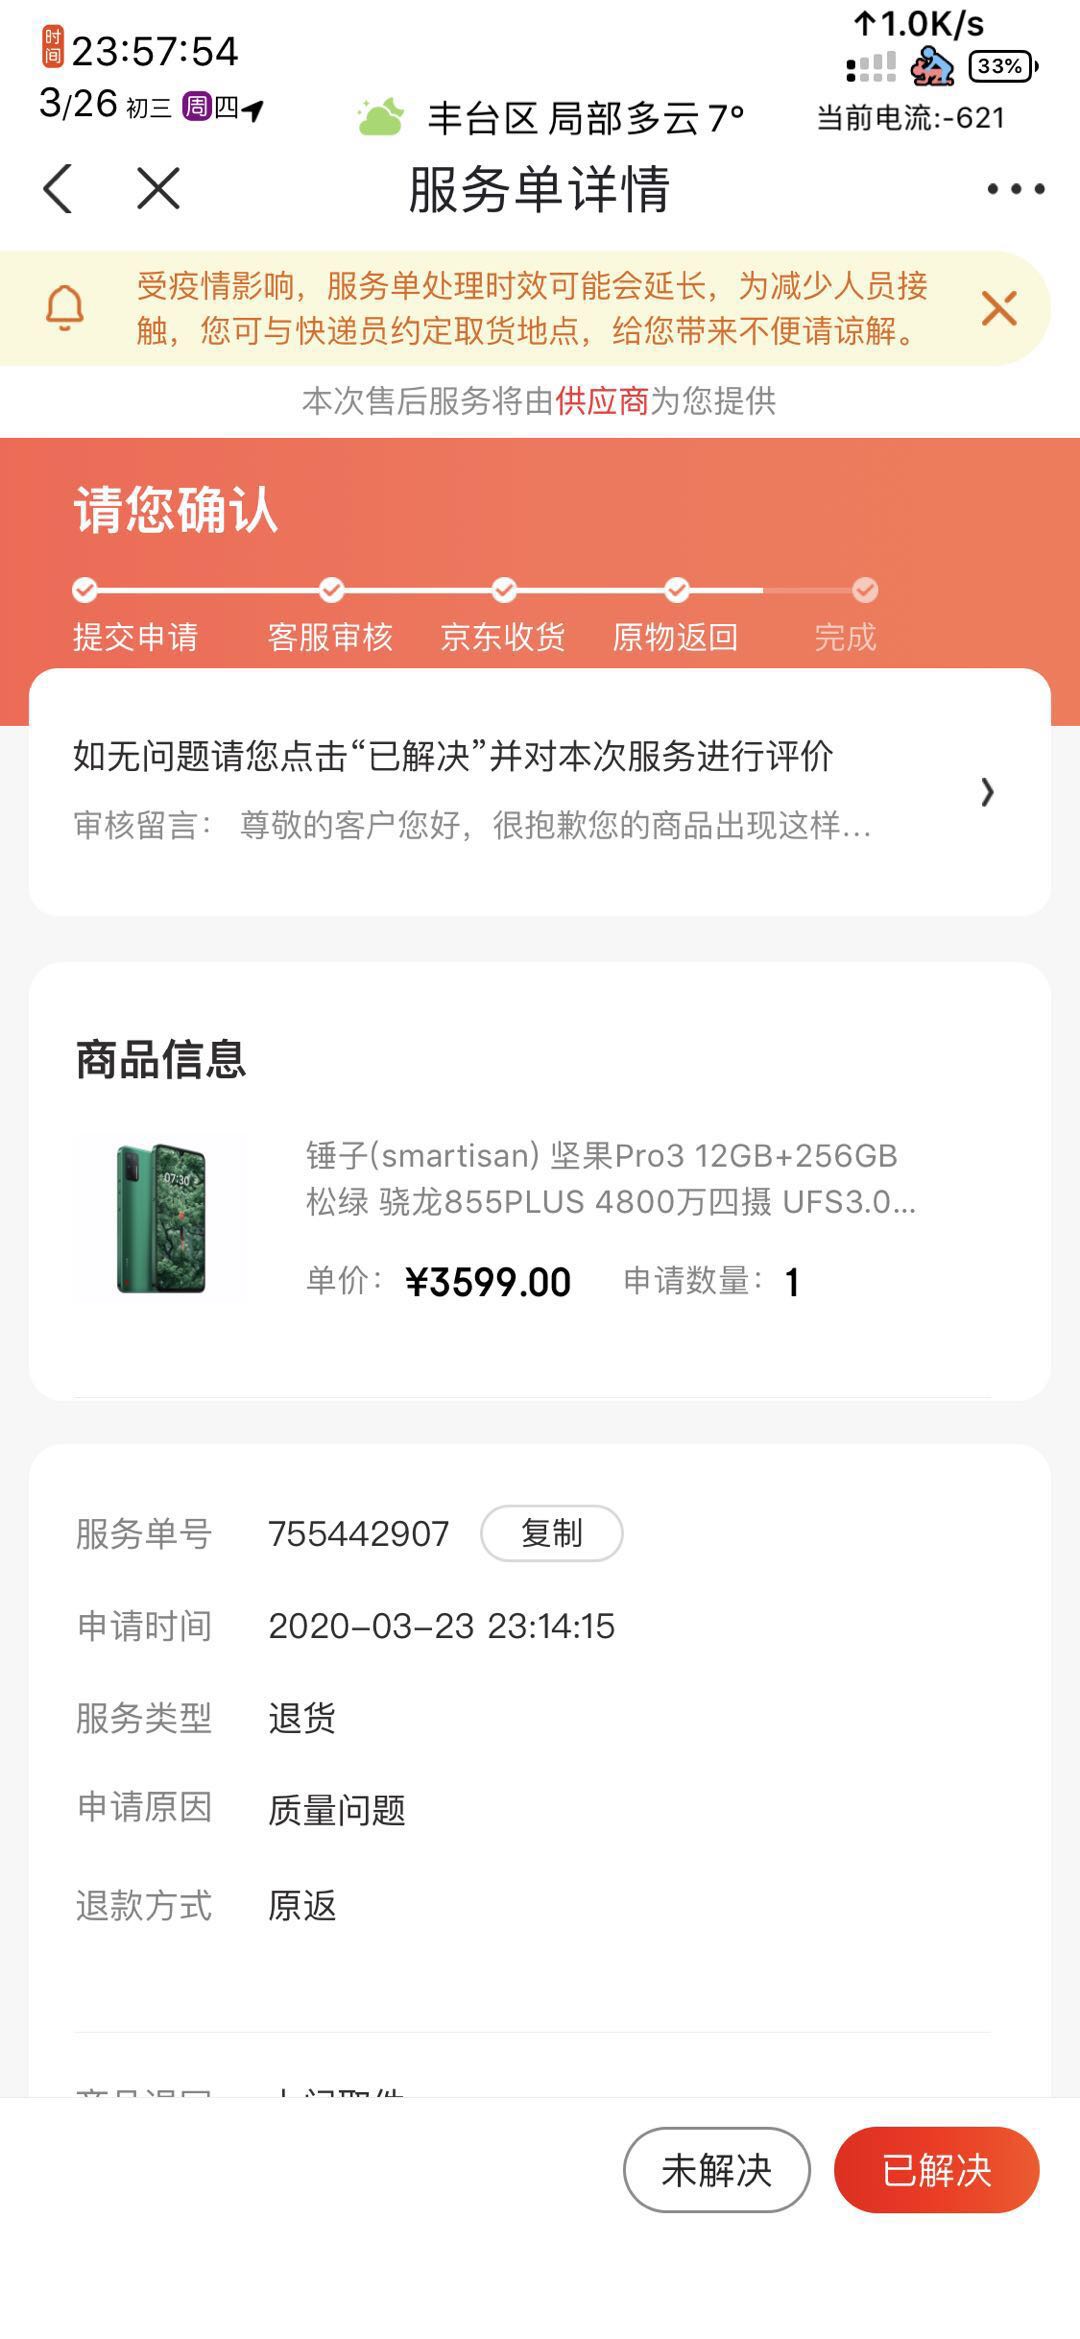 时间 23:57:54
↑1.0K/s
33%
3/26 初三 周四
丰台区 局部多云 7°
当前电流:-621
服务单详情
受疫情影响，服务单处理时效可能会延长，为减少人员接
触，您可与快递员约定取货地点，给您带来不便请谅解。
本次售后服务将由供应商为您提供
请您确认
提交申请 客服审核 京东收货 原物返回 完成
如无问题请您点击“已解决”并对本次服务进行评价
审核留言： 尊敬的客户您好，很抱歉您的商品出现这样...
商品信息
07:30
锤子(smartisan) 坚果Pro3 12GB+256GB
松绿 骁龙855PLUS 4800万四摄 UFS3.0...
单价： ¥3599.00 申请数量： 1
服务单号 755442907 复制
申请时间 2020-03-23 23:14:15
服务类型 退货
申请原因 质量问题
退款方式 原返
未解决 已解决